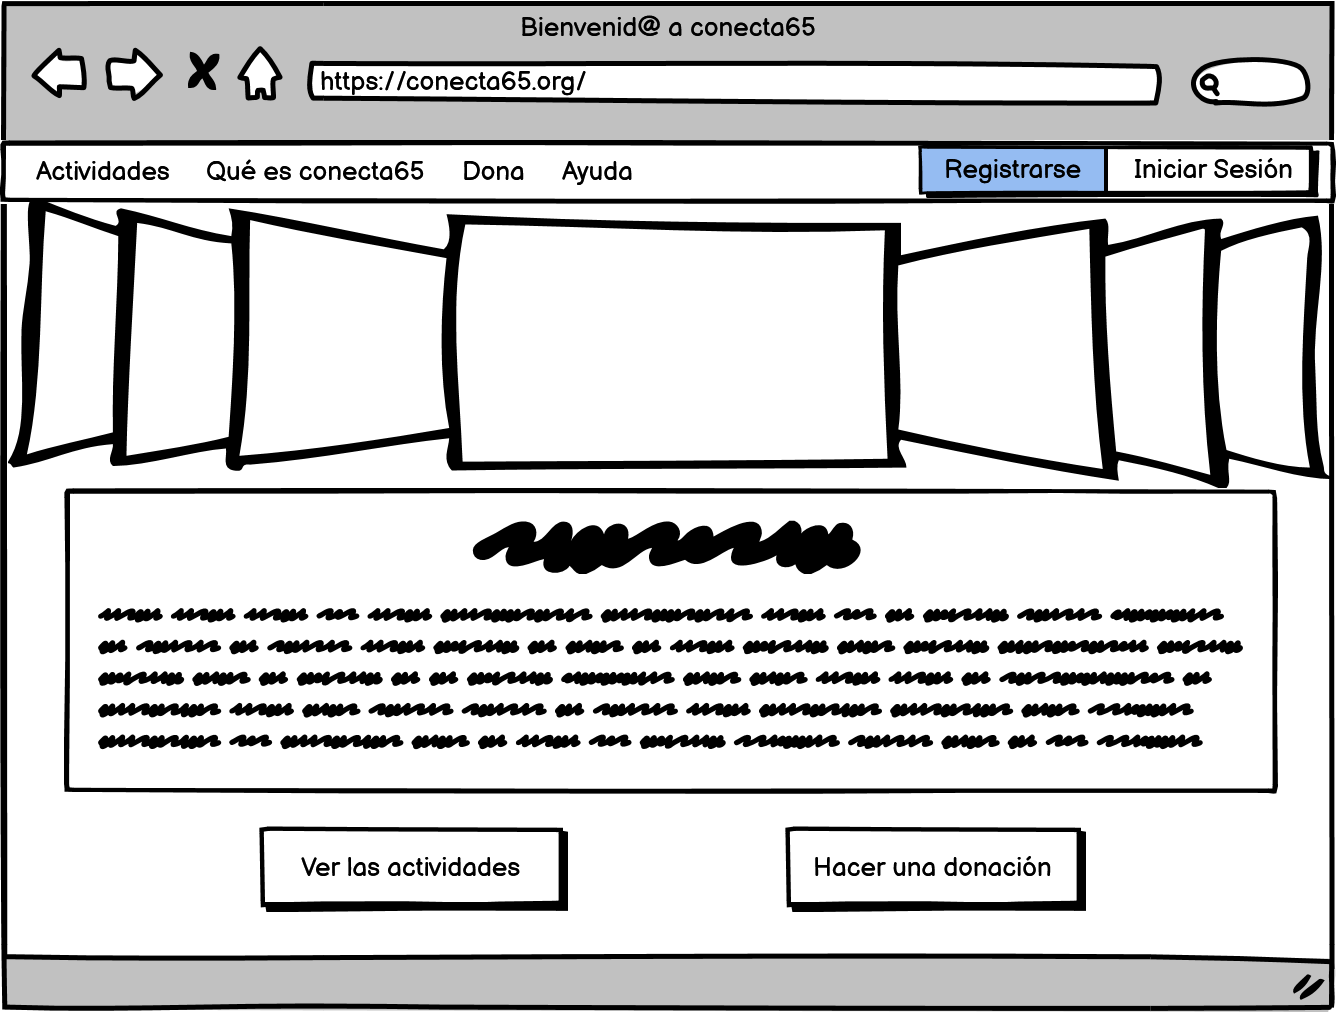 Bienvenid@ a conecta65
https://conecta65.org/
Actividades Qué es conecta65 Dona Ayuda Registrarse Iniciar Sesión
Ver las actividades Hacer una donación